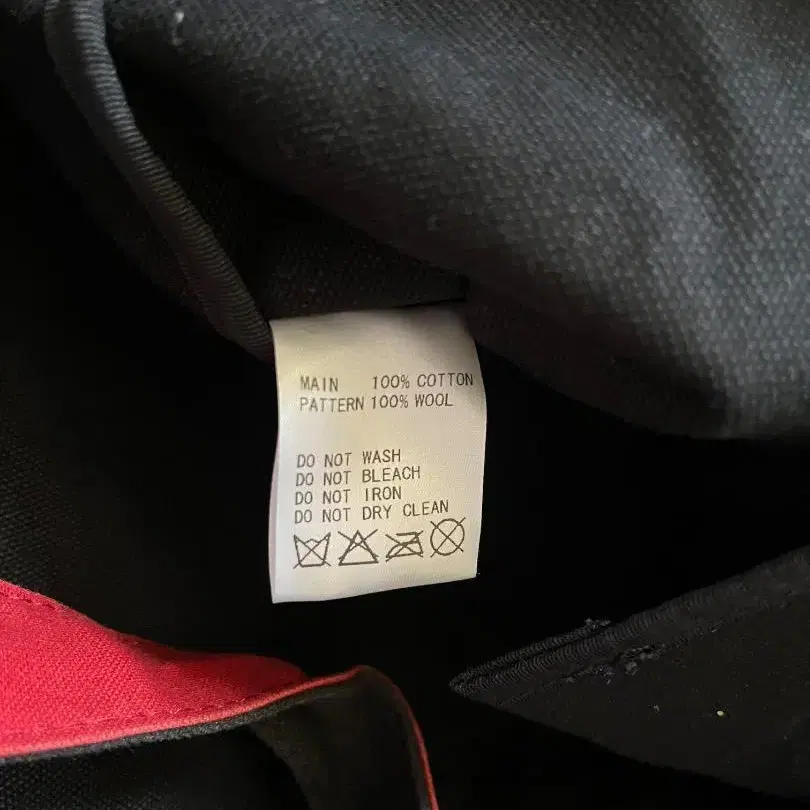 MAIN 100% COTTON
PATTERN 100% WOOL
DO NOT WASH
DO NOT BLEACH
DO NOT IRON
DO NOT DRY CLEAN